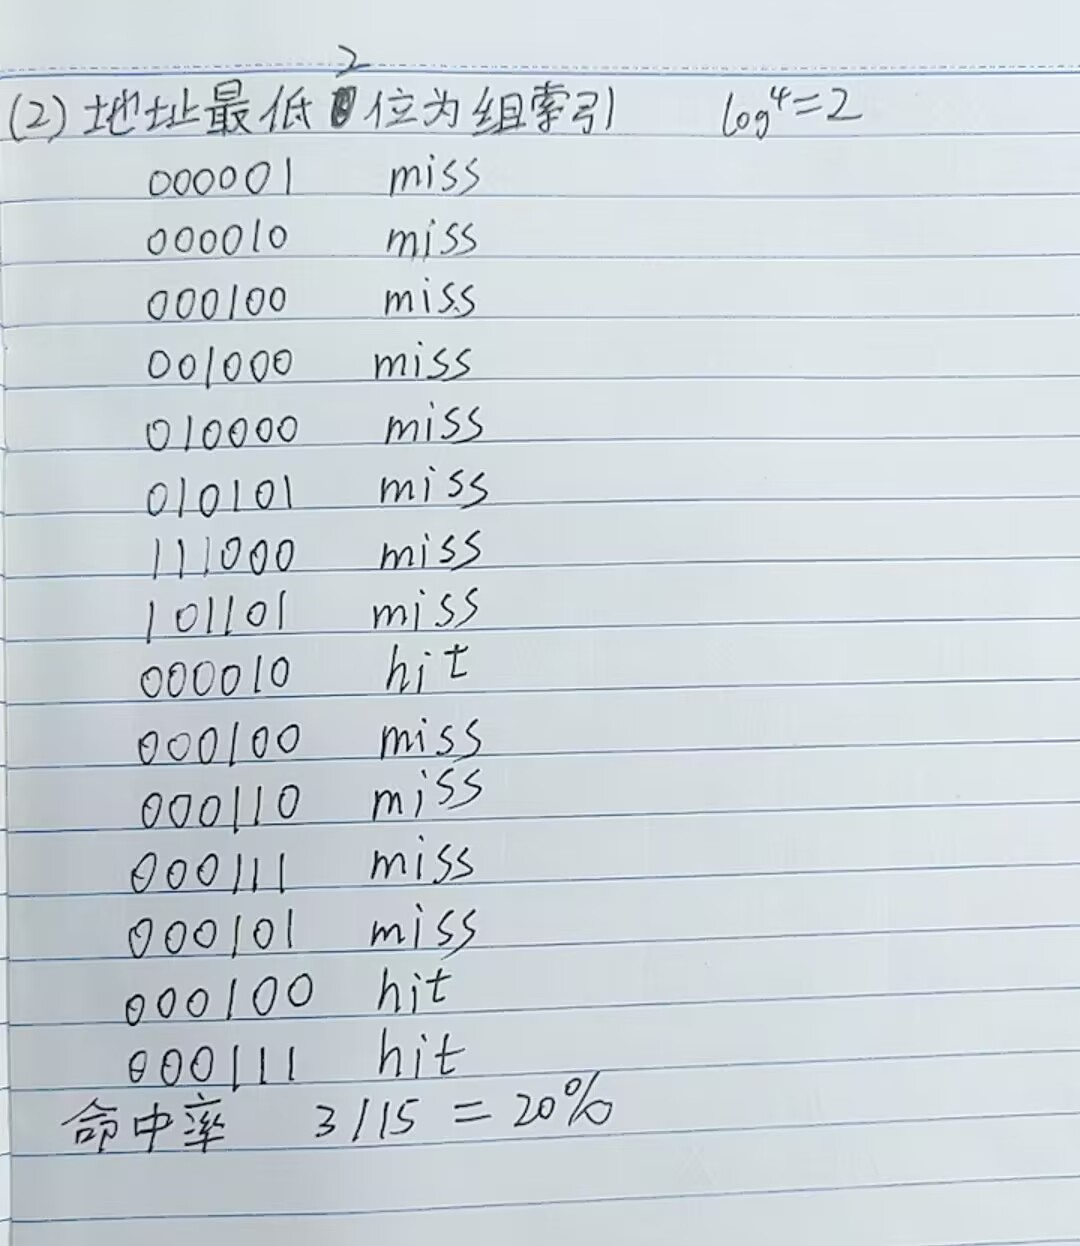 (2) 地址最低2位为组索引 log⁴=2
000001 miss
000010 miss
000100 miss
001000 miss
010000 miss
010101 miss
111000 miss
101101 miss
000010 hit
000100 miss
000110 miss
000111 miss
000101 miss
000100 hit
000111 hit
命中率 3/15 = 20%